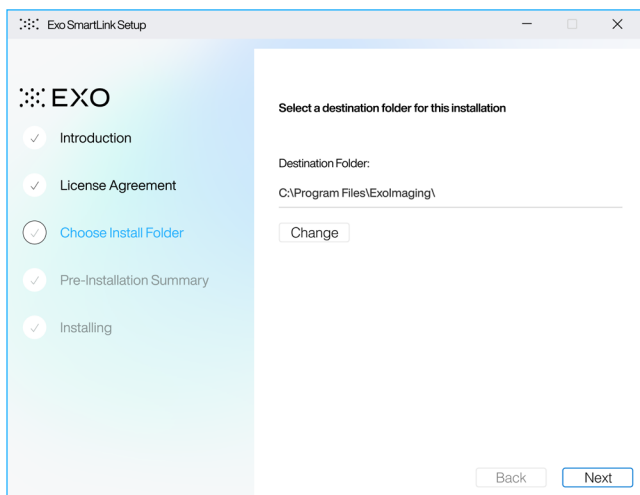 Exo SmartLink Setup
EXO
Introduction
License Agreement
Choose Install Folder
Pre-Installation Summary
Installing
Select a destination folder for this installation
Destination Folder:
C:\Program Files\ExoImaging\
Change
Back
Next